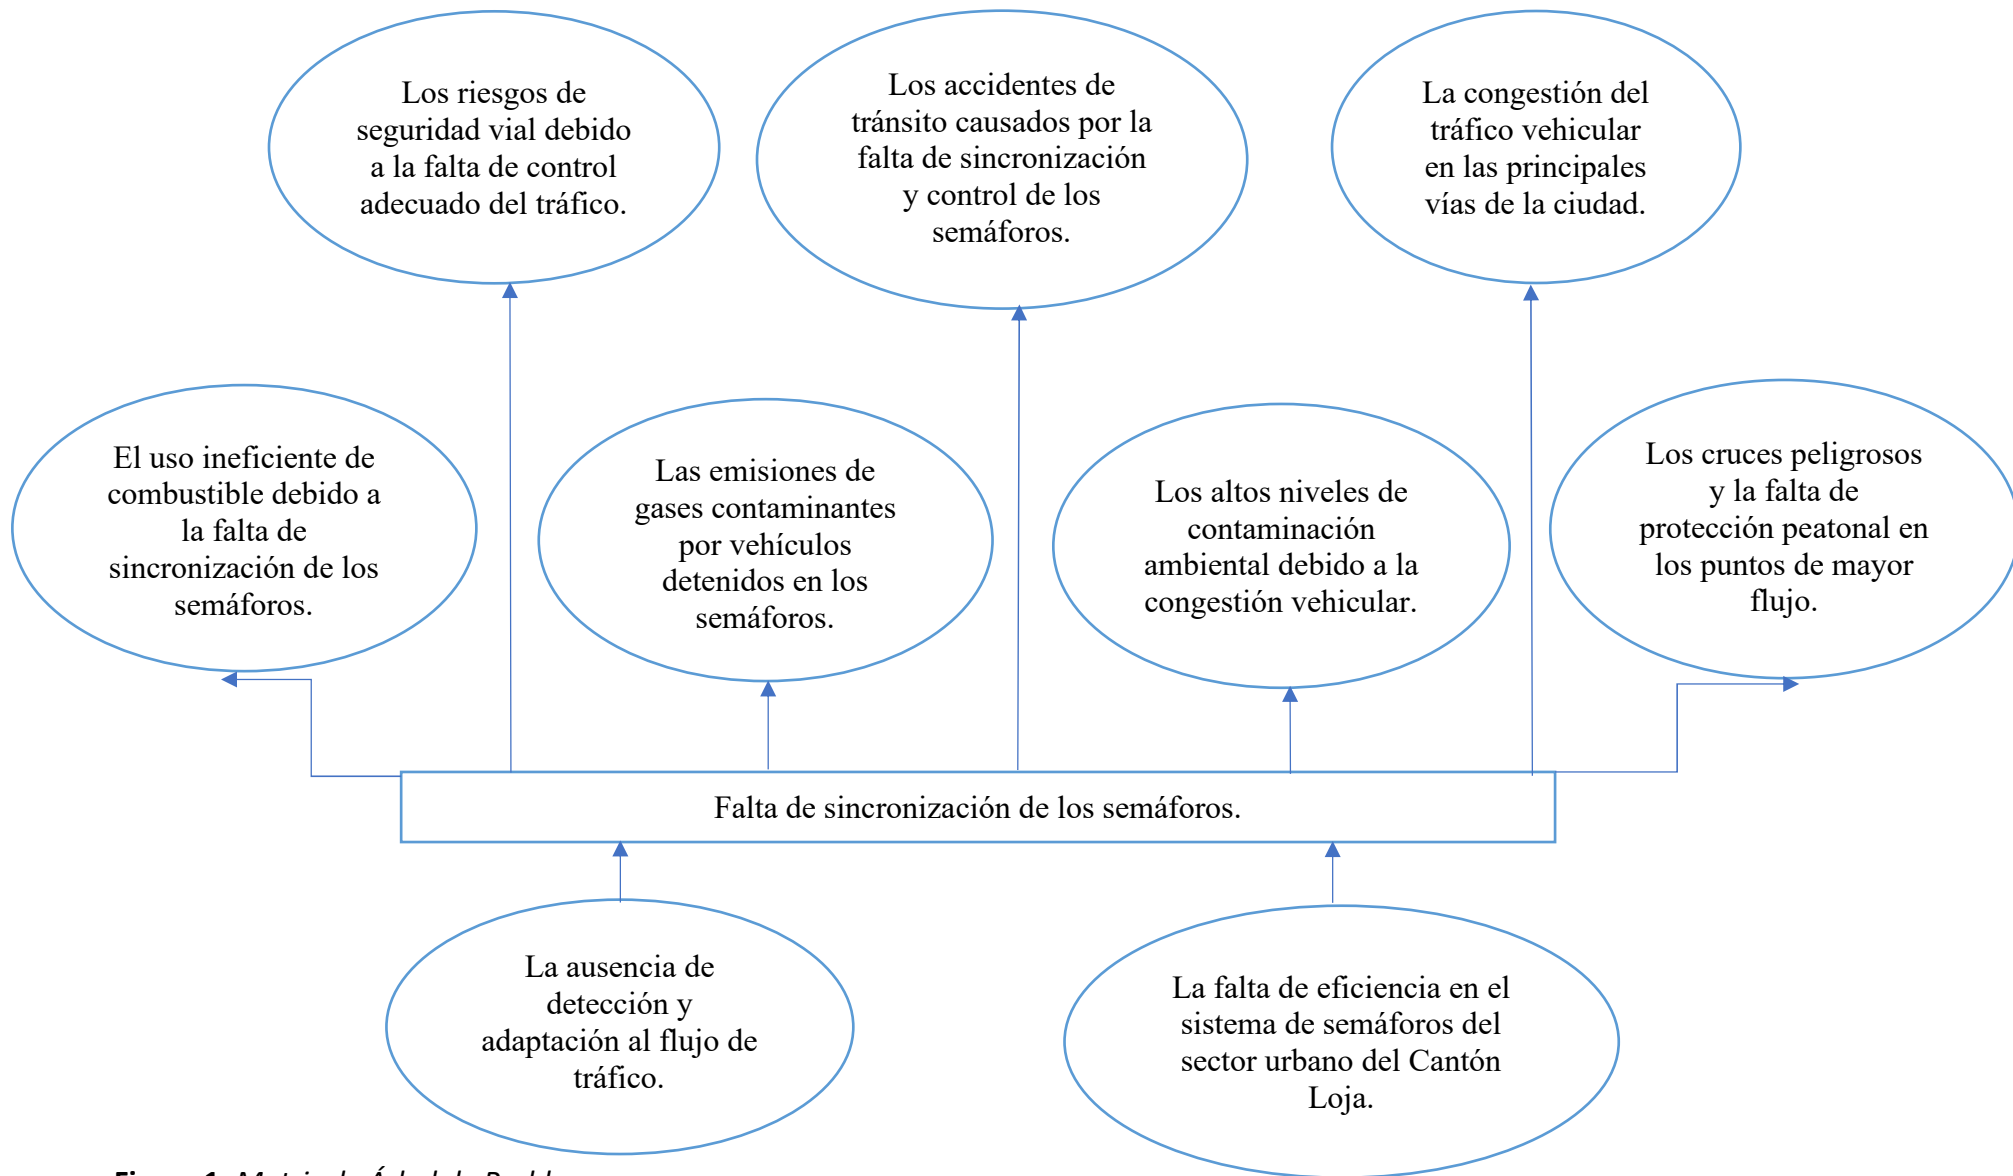 Los riesgos de
seguridad vial debido
a la falta de control
adecuado del tráfico.
Los accidentes de
tránsito causados por la
falta de sincronización
y control de los
semáforos.
La congestión del
tráfico vehicular
en las principales
vías de la ciudad.
El uso ineficiente de
combustible debido a
la falta de
sincronización de los
semáforos.
Las emisiones de
gases contaminantes
por vehículos
detenidos en los
semáforos.
Los altos niveles de
contaminación
ambiental debido a la
congestión vehicular.
Los cruces peligrosos
y la falta de
protección peatonal en
los puntos de mayor
flujo.
Falta de sincronización de los semáforos.
La ausencia de
detección y
adaptación al flujo de
tráfico.
La falta de eficiencia en el
sistema de semáforos del
sector urbano del Cantón
Loja.